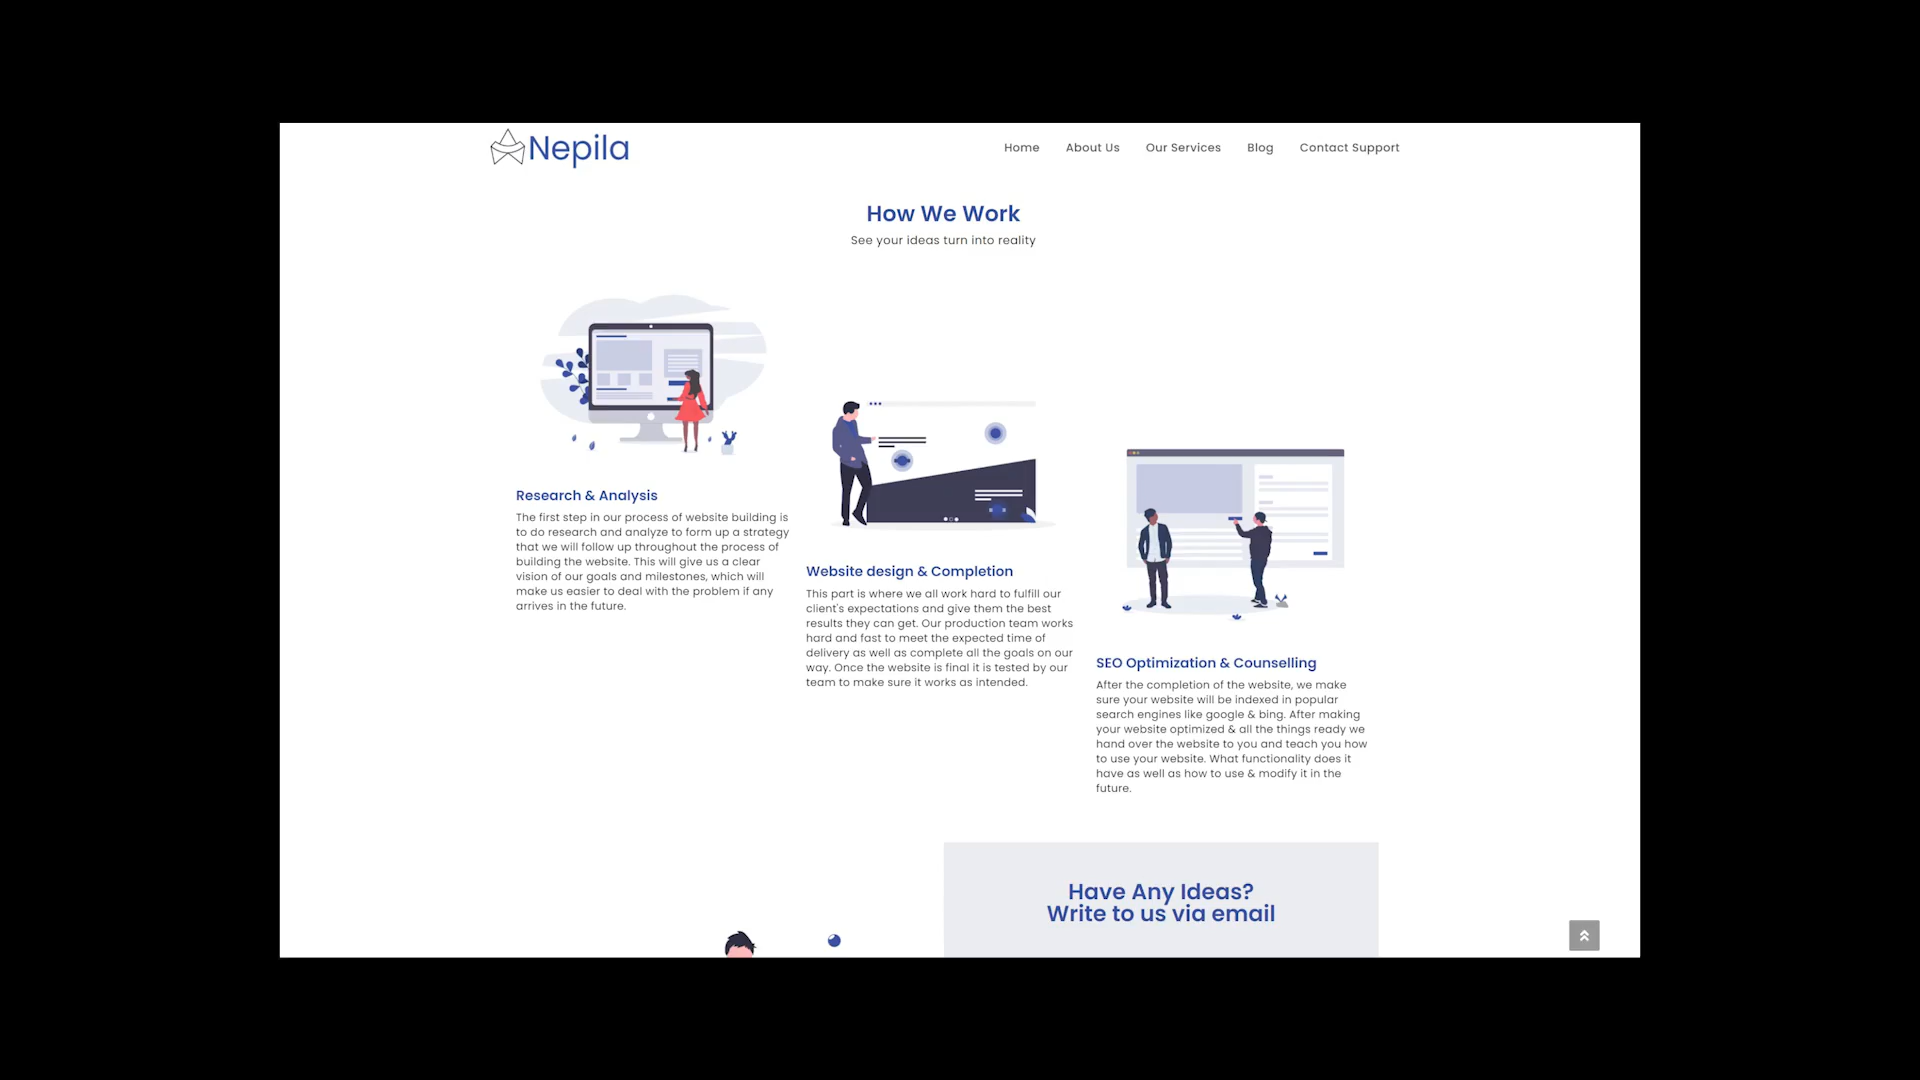 Nepila
Home
About Us
Our Services
Blog
Contact Support
How We Work
See your ideas turn into reality
Research & Analysis
The first step in our process of website building is
to do research and analyze to form up a strategy
that we will follow up throughout the process of
building the website. This will give us a clear
vision of our goals and milestones, which will
make us easier to deal with the problem if any
arrives in the future.
Website design & Completion
This part is where we all work hard to fulfill our
client's expectations and give them the best
results they can get. Our production team works
hard and fast to meet the expected time of
delivery as well as complete all the goals on our
way. Once the website is final it is tested by our
team to make sure it works as intended.
SEO Optimization & Counselling
After the completion of the website, we make
sure your website will be indexed in popular
search engines like google & bing. After making
your website optimized & all the things ready we
hand over the website to you and teach you how
to use your website. What functionality does it
have as well as how to use & modify it in the
future.
Have Any Ideas?
Write to us via email